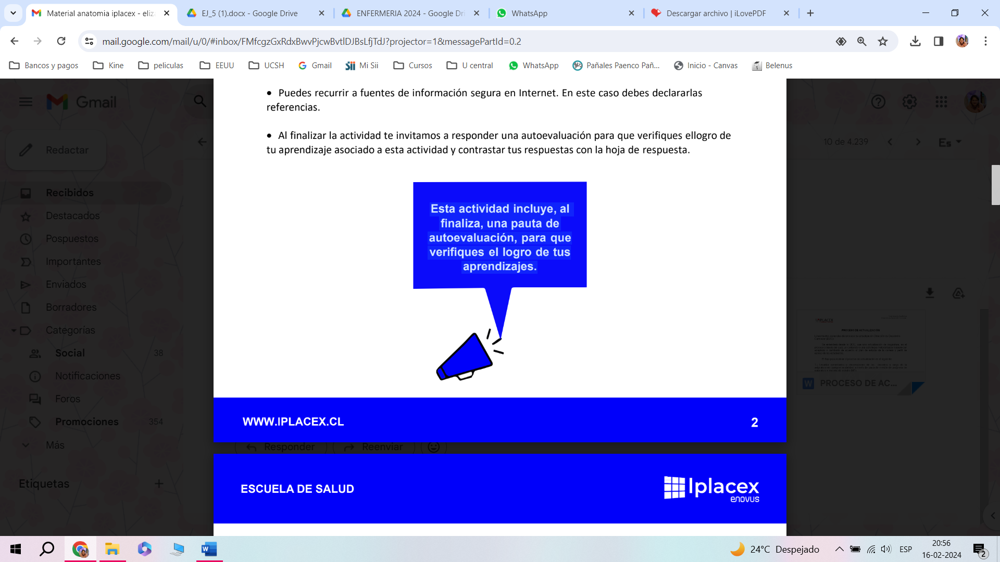 Material anatomia iplacex - eliz
EJ_5 (1).docx - Google Drive
ENFERMERIA 2024 - Google Dri
WhatsApp
Descargar archivo | iLovePDF
mail.google.com/mail/u/0/#inbox/FMfcgzGxRdxBwvPjcwBvtlDJBsLfjTdJ?projector=1&messagePartId=0.2
Bancos y pagos
Kine
peliculas
EEUU
UCSH
Gmail
Mi Sii
Cursos
U central
WhatsApp
Pañales Paenco Pañ...
Inicio - Canvas
Belenus
Gmail
Redactar
Recibidos
Destacados
Pospuestos
Importantes
Enviados
Borradores
Categorías
Social 38
Notificaciones
Foros
Promociones 354
Más
Etiquetas
• Puedes recurrir a fuentes de información segura en Internet. En este caso debes declararlas
referencias.
• Al finalizar la actividad te invitamos a responder una autoevaluación para que verifiques ellogro de
tu aprendizaje asociado a esta actividad y contrastar tus respuestas con la hoja de respuesta.
Esta actividad incluye, al
finaliza, una pauta de
autoevaluación, para que
verifiques el logro de tus
aprendizajes.
WWW.IPLACEX.CL 2
Responder
Reenviar
ESCUELA DE SALUD
Iplacex
enovus
10 de 4.239
Es
IPLACEX
PROCESO DE ACTUALIZACIÓN
W PROCESO DE AC...
24°C Despejado
ESP
20:56
16-02-2024
2